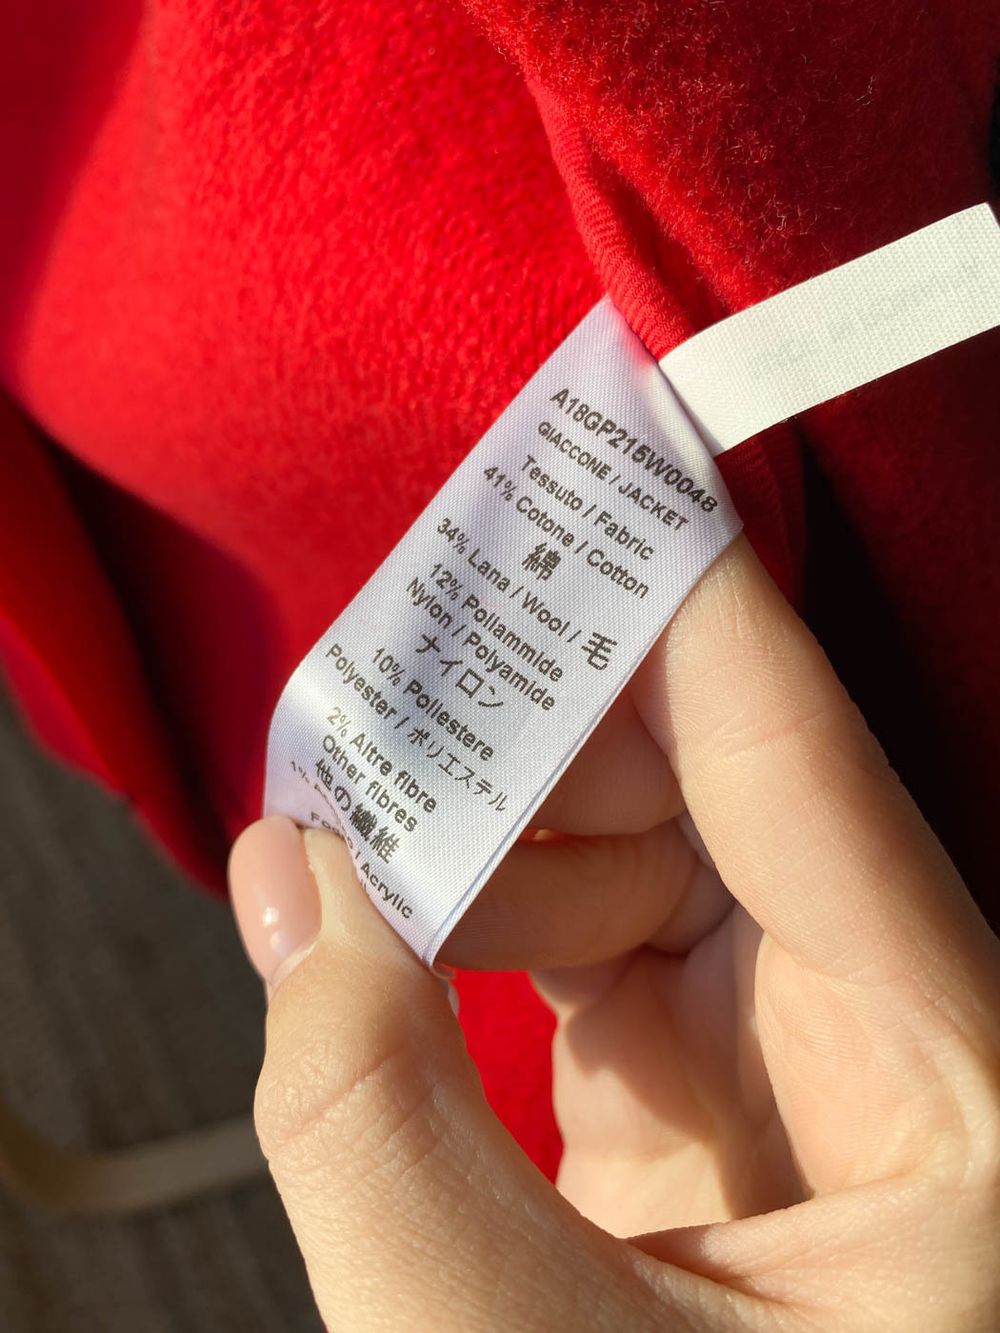 A18GP215W0048
GIACCONE / JACKET
Tessuto / Fabric
41% Cotone / Cotton
綿
34% Lana / Wool / 毛
12% Poliammide
Nylon / Polyamide
ナイロン
10% Poliestere
Polyester / ポリエステル
2% Altre fibre
Other fibres
他の繊維
1%
/ Acrylic